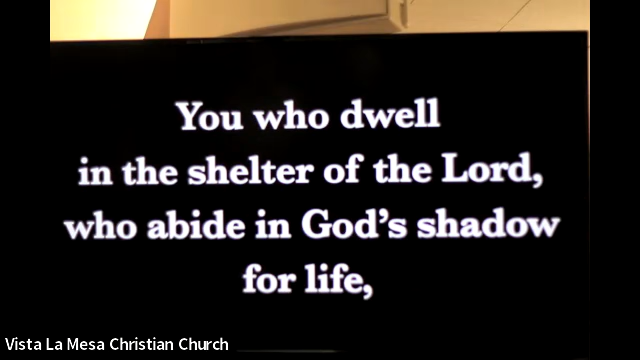 You who dwell
in the shelter of the Lord,
who abide in God's shadow
for life,
Vista La Mesa Christian Church